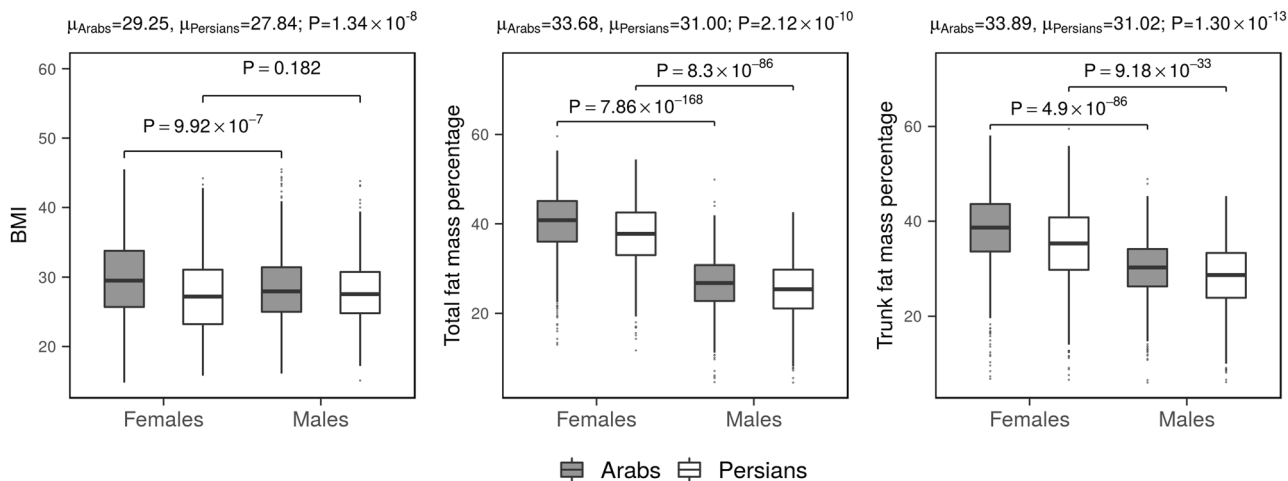 μArabs=29.25, μPersians=27.84; P=1.34×10-8
P = 0.182
P = 9.92×10−7
60
50
40
30
20
BMI
Females
Males
μArabs=33.68, μPersians=31.00; P=2.12×10-10
P = 8.3×10−86
P = 7.86×10−168
60
40
20
Total fat mass percentage
Females
Males
μArabs=33.89, μPersians=31.02; P=1.30×10-13
P = 9.18×10−33
P = 4.9×10−86
60
40
20
Trunk fat mass percentage
Females
Males
Arabs
Persians